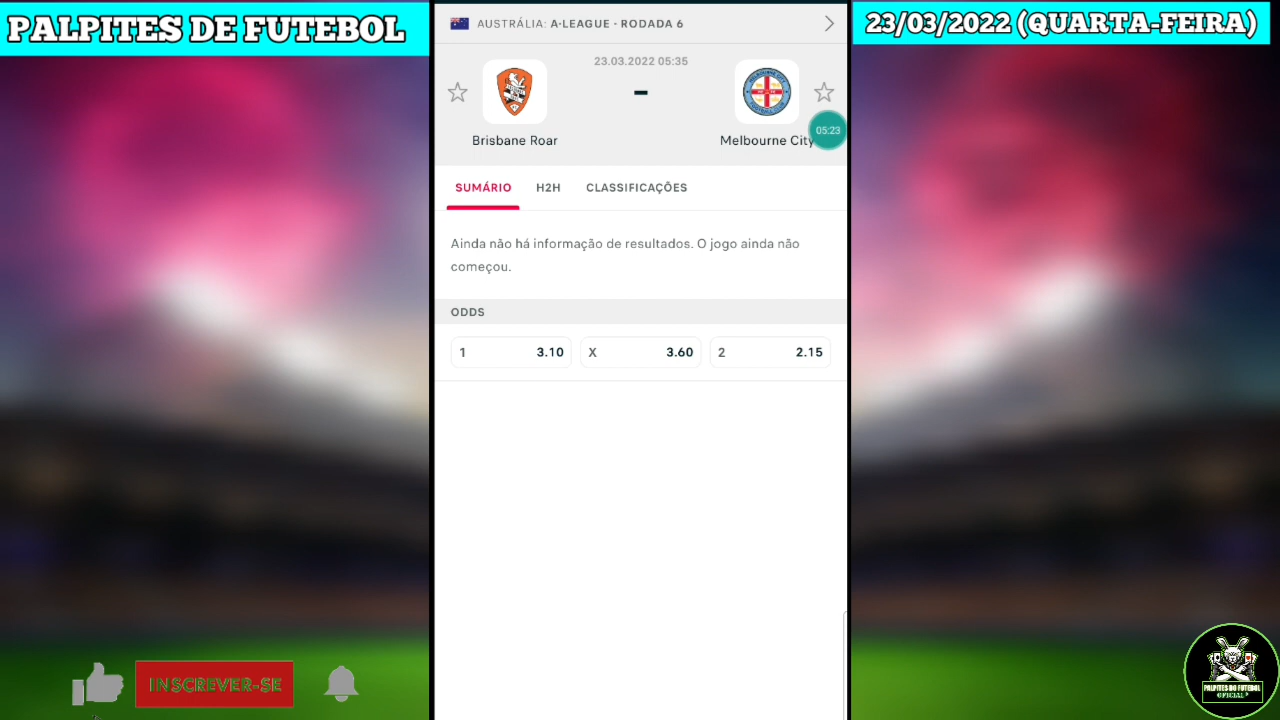 PALPITES DE FUTEBOL
23/03/2022 (QUARTA-FEIRA)
AUSTRÁLIA: A-LEAGUE - RODADA 6
23.03.2022 05:35
-
Brisbane Roar
Melbourne City
05:23
SUMÁRIO
H2H
CLASSIFICAÇÕES
Ainda não há informação de resultados. O jogo ainda não
começou.
ODDS
1 3.10
X 3.60
2 2.15
INSCREVER-SE
PALPITES DO FUTEBOL
OFICIAL